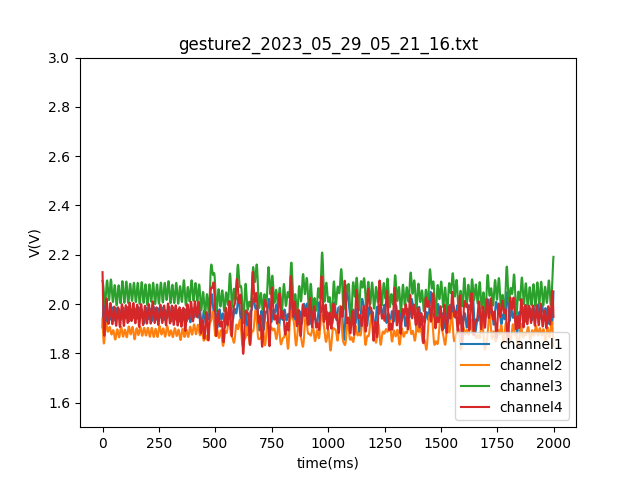 gesture2_2023_05_29_05_21_16.txt
3.0
2.8
2.6
2.4
2.2
2.0
1.8
1.6
V(V)
0 250 500 750 1000 1250 1500 1750 2000
time(ms)
channel1
channel2
channel3
channel4